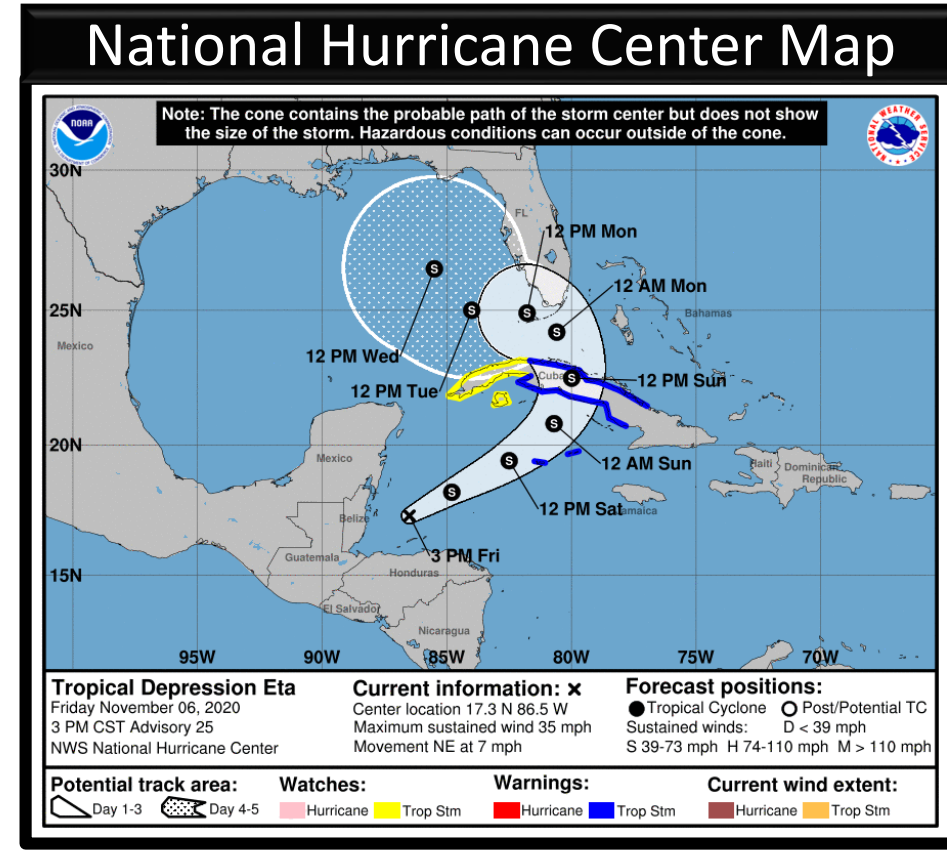 National Hurricane Center Map
Note: The cone contains the probable path of the storm center but does not show
the size of the storm. Hazardous conditions can occur outside of the cone.
NOAA
NATIONAL WEATHER SERVICE
30N
FL
12 PM Mon
S
12 AM Mon
25N
S
S
Bahamas
S
Mexico
12 PM Wed
Cuba
S
12 PM Sun
12 PM Tue
20N
S
Mexico
S
12 AM Sun
Haiti
Dominican
Republic
S
12 PM Sat
Jamaica
Belize
3 PM Fri
Guatemala
15N
Honduras
El Salvador
Nicaragua
95W 90W 85W 80W 75W 70W
Tropical Depression Eta
Friday November 06, 2020
3 PM CST Advisory 25
NWS National Hurricane Center
Current information: x
Center location 17.3 N 86.5 W
Maximum sustained wind 35 mph
Movement NE at 7 mph
Forecast positions:
Tropical Cyclone Post/Potential TC
Sustained winds: D < 39 mph
S 39-73 mph H 74-110 mph M > 110 mph
Potential track area:
Day 1-3 Day 4-5
Watches:
Hurricane Trop Stm
Warnings:
Hurricane Trop Stm
Current wind extent:
Hurricane Trop Stm